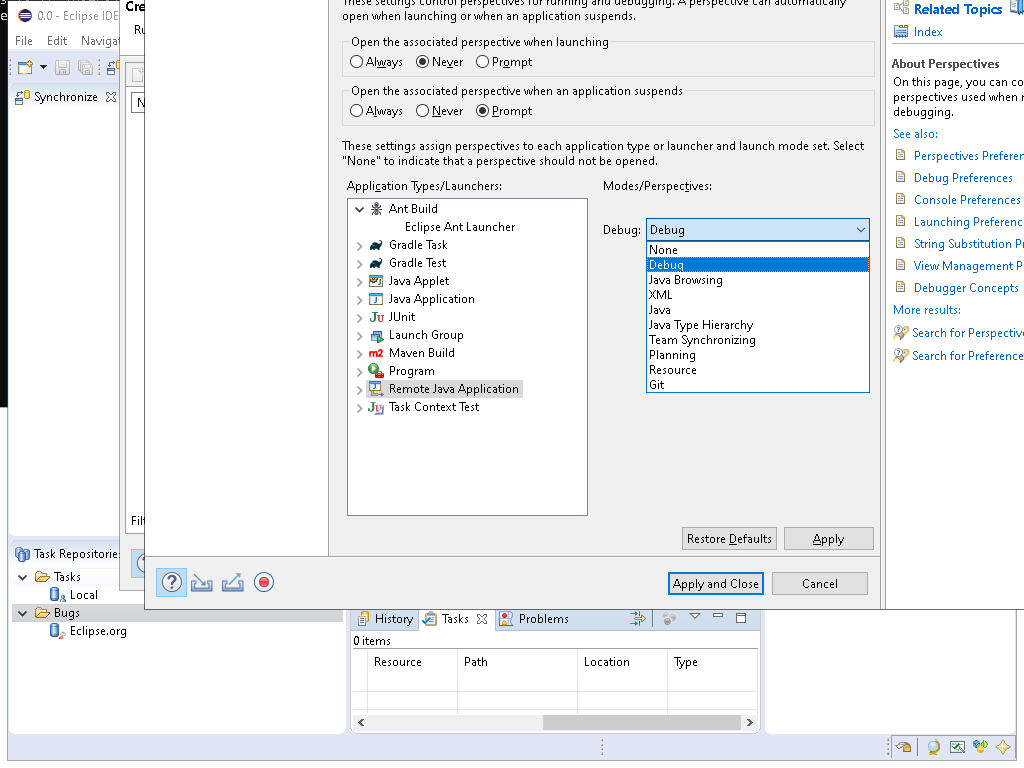 0.0 - Eclipse IDE
File Edit Naviga
Synchronize
Cre
Ru
N
Filt
These settings control perspectives for running and debugging. A perspective can automatically
open when launching or when an application suspends.
Open the associated perspective when launching
Always Never Prompt
Open the associated perspective when an application suspends
Always Never Prompt
These settings assign perspectives to each application type or launcher and launch mode set. Select
"None" to indicate that a perspective should not be opened.
Application Types/Launchers:
Modes/Perspectives:
Ant Build
Eclipse Ant Launcher
Gradle Task
Gradle Test
Java Applet
Java Application
JUnit
Launch Group
Maven Build
Program
Remote Java Application
Task Context Test
Debug: Debug
None
Debug
Java Browsing
XML
Java
Java Type Hierarchy
Team Synchronizing
Planning
Resource
Git
Restore Defaults
Apply
Apply and Close
Cancel
Related Topics
Index
About Perspectives
On this page, you can co
perspectives used when r
debugging.
See also:
Perspectives Preferen
Debug Preferences
Console Preferences
Launching Preferenc
String Substitution Pr
View Management P
Debugger Concepts
More results:
Search for Perspective
Search for Preference
Task Repositorie
Tasks
Local
Bugs
Eclipse.org
History
Tasks
Problems
0 items
Resource Path Location Type